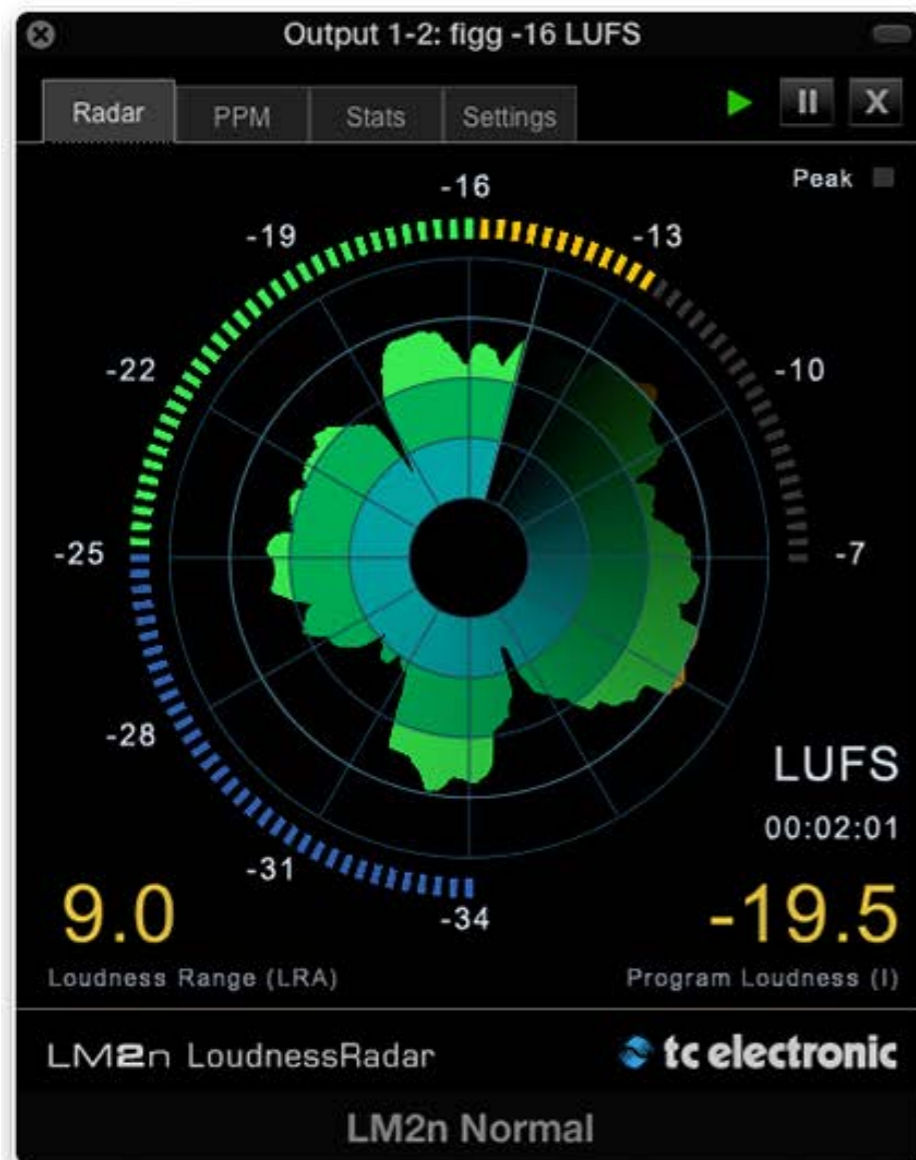 Output 1-2: figg -16 LUFS
Radar PPM Stats Settings
Peak
-16
-19 -13
-22 -10
-25 -7
-28
LUFS
00:02:01
-31
-34
9.0 -19.5
Loudness Range (LRA) Program Loudness (I)
LM2n LoudnessRadar tc electronic
LM2n Normal